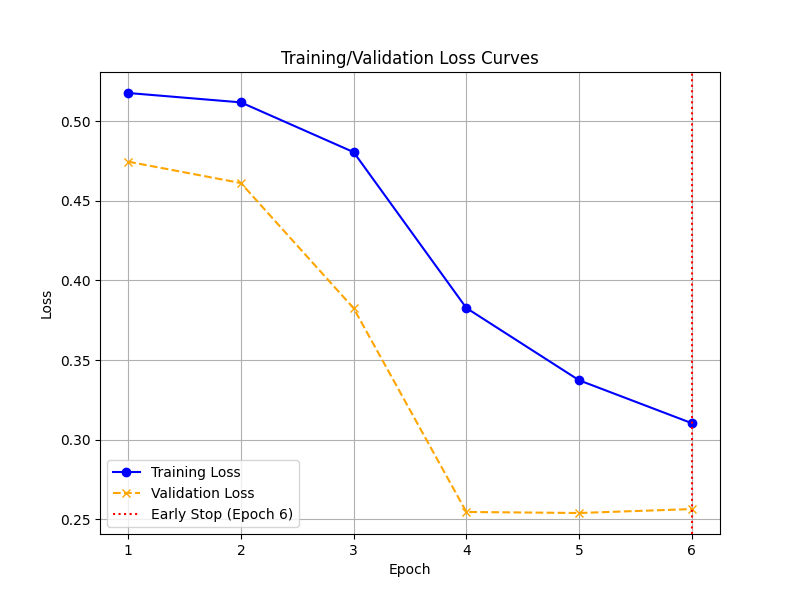 Training/Validation Loss Curves
Loss
0.50
0.45
0.40
0.35
0.30
0.25
Training Loss
Validation Loss
Early Stop (Epoch 6)
1 2 3 4 5 6
Epoch